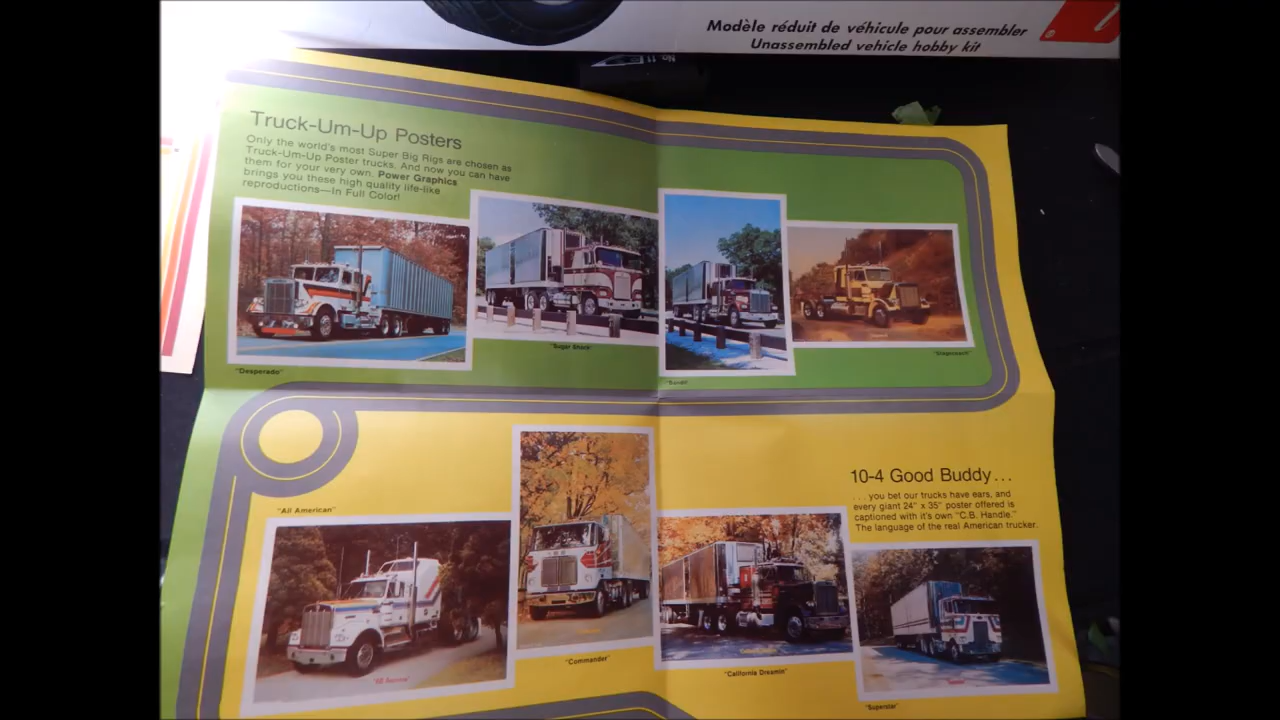 Modèle réduit de véhicule pour assembler
Unassembled vehicle hobby kit
No. 11
Truck-Um-Up Posters
Only the world's most Super Big Rigs are chosen as
Truck-Um-Up Poster trucks. And now you can have
them for your very own. Power Graphics
brings you these high quality life-like
reproductions—In Full Color!
"Desperado"
"Sugar Shack"
"Bandit"
"All American"
"Commander"
"California Dreamin"
10-4 Good Buddy...
...you bet our trucks have ears, and
every giant 24" x 35" poster offered is
captioned with it's own "C.B. Handle."
The language of the real American trucker.
"Superstar"